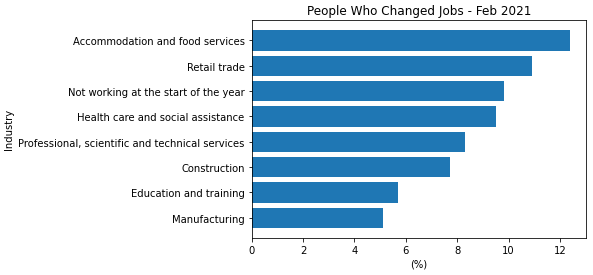 People Who Changed Jobs - Feb 2021
Accommodation and food services
Retail trade
Not working at the start of the year
Health care and social assistance
Professional, scientific and technical services
Construction
Education and training
Manufacturing
Industry
0 2 4 6 8 10 12
(%)